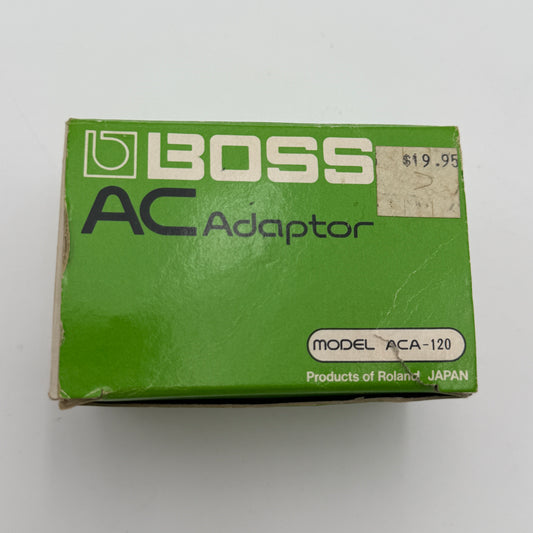 BOSS
$19.95
AC Adaptor
MODEL ACA-120
Products of Roland, JAPAN